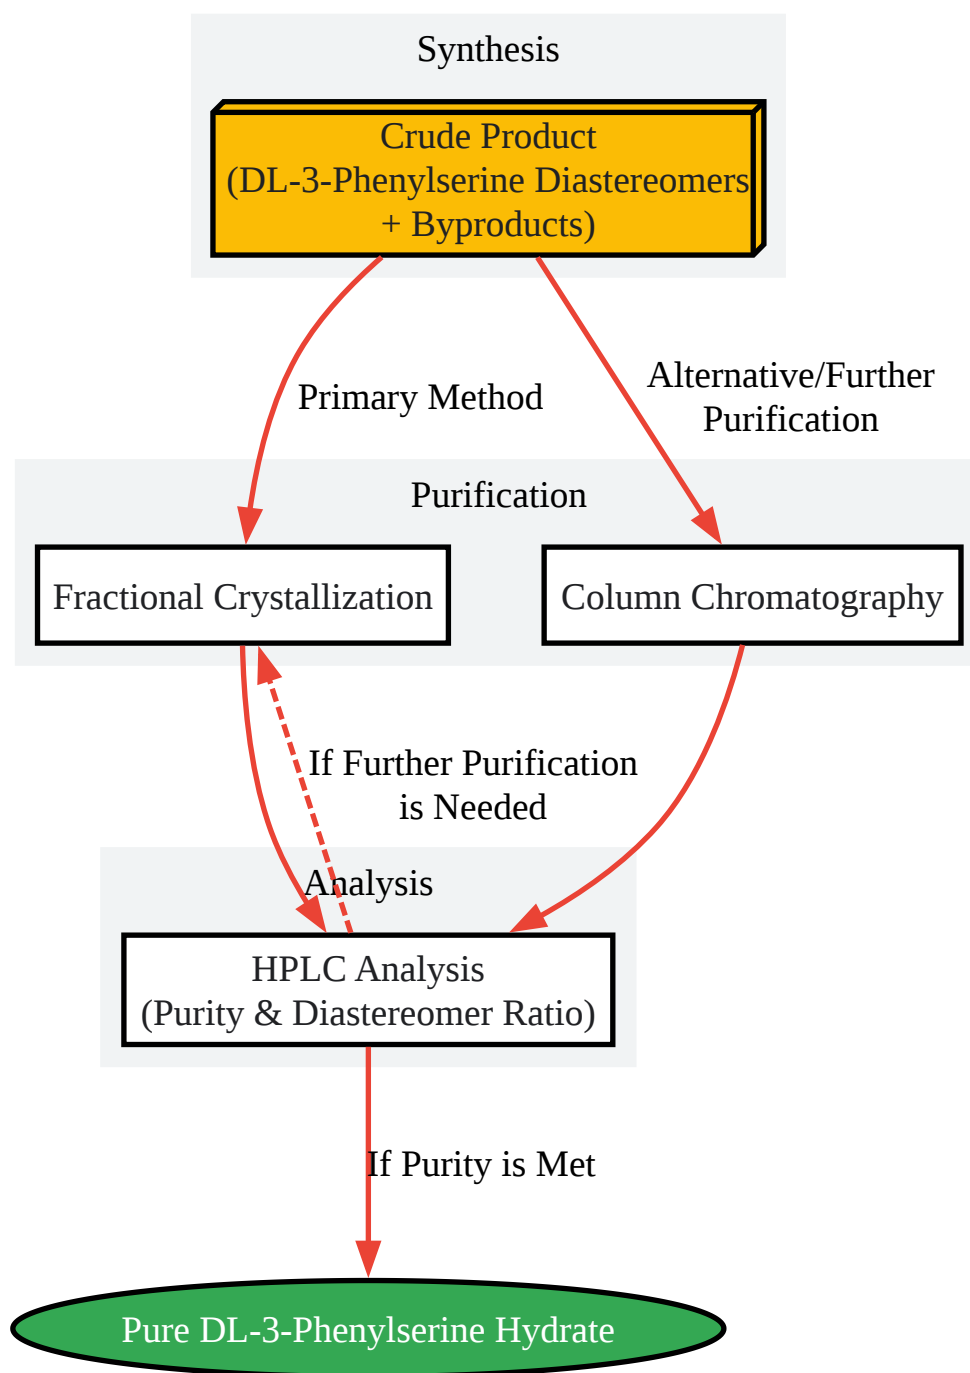 Synthesis
Crude Product
(DL-3-Phenylserine Diastereomers
+ Byproducts)
Primary Method
Alternative/Further
Purification
Purification
Fractional Crystallization
Column Chromatography
If Further Purification
is Needed
Analysis
HPLC Analysis
(Purity & Diastereomer Ratio)
If Purity is Met
Pure DL-3-Phenylserine Hydrate